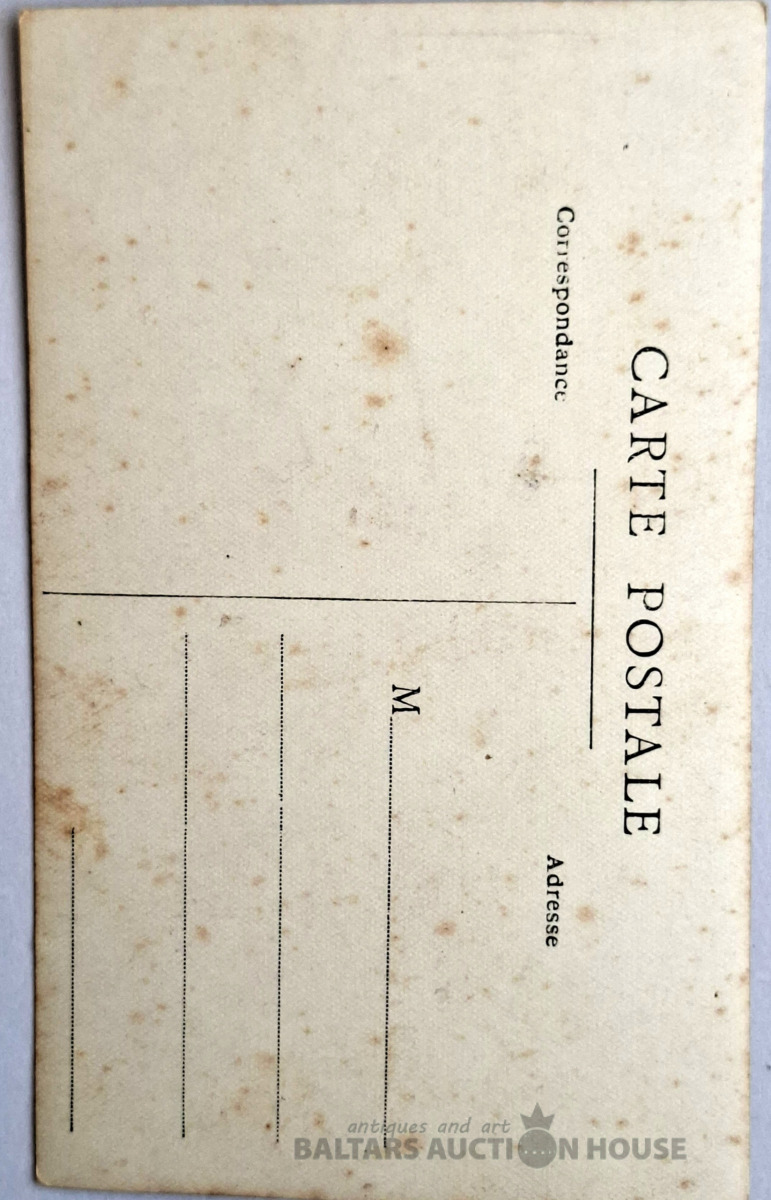 CARTE POSTALE
Correspondance
Adresse
M
antiques and art
BALTARS AUCTION HOUSE